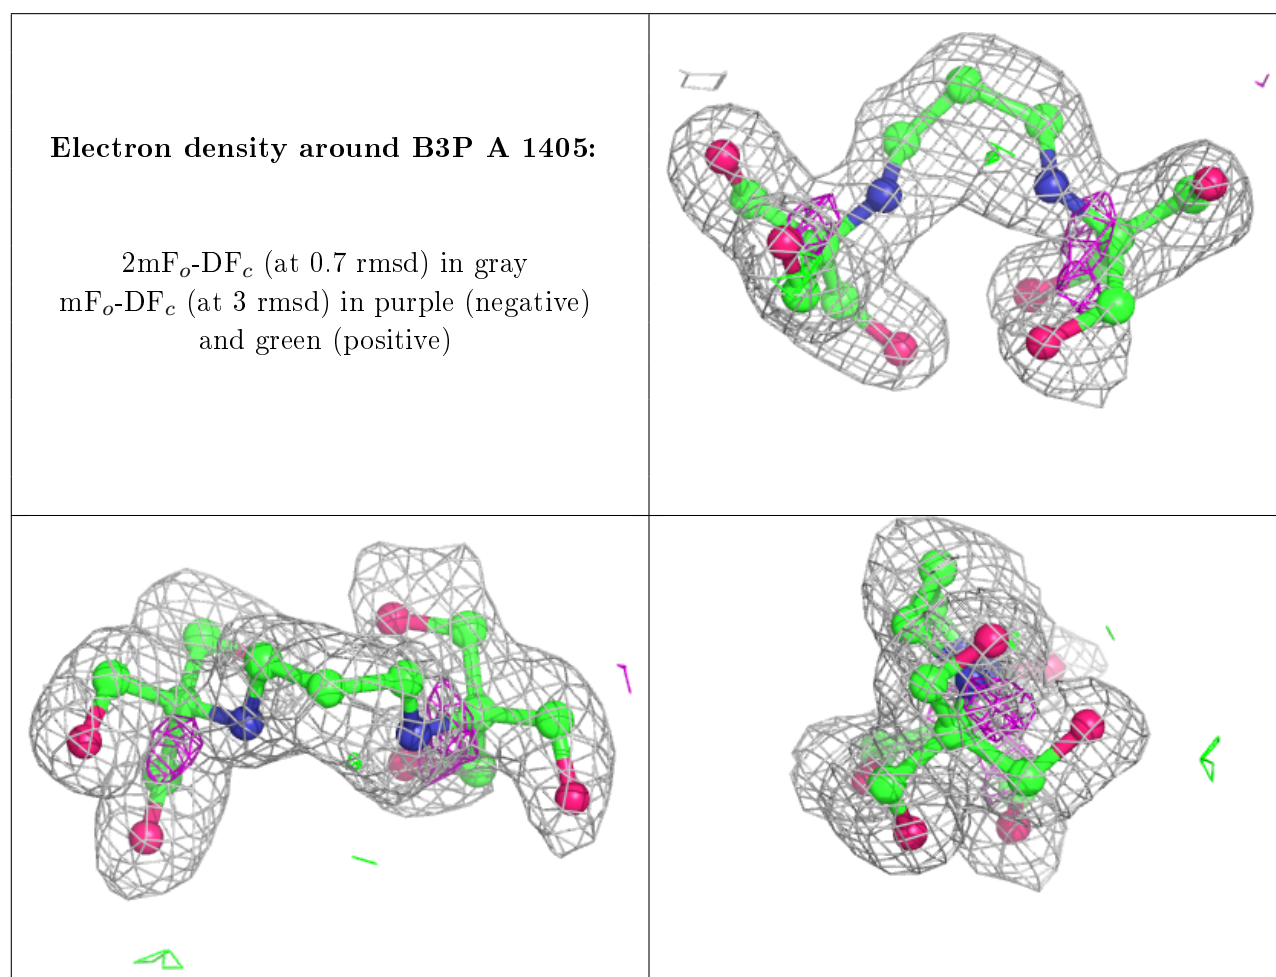 Electron density around B3P A 1405:
2mFo-DFc (at 0.7 rmsd) in gray
mFo-DFc (at 3 rmsd) in purple (negative)
and green (positive)